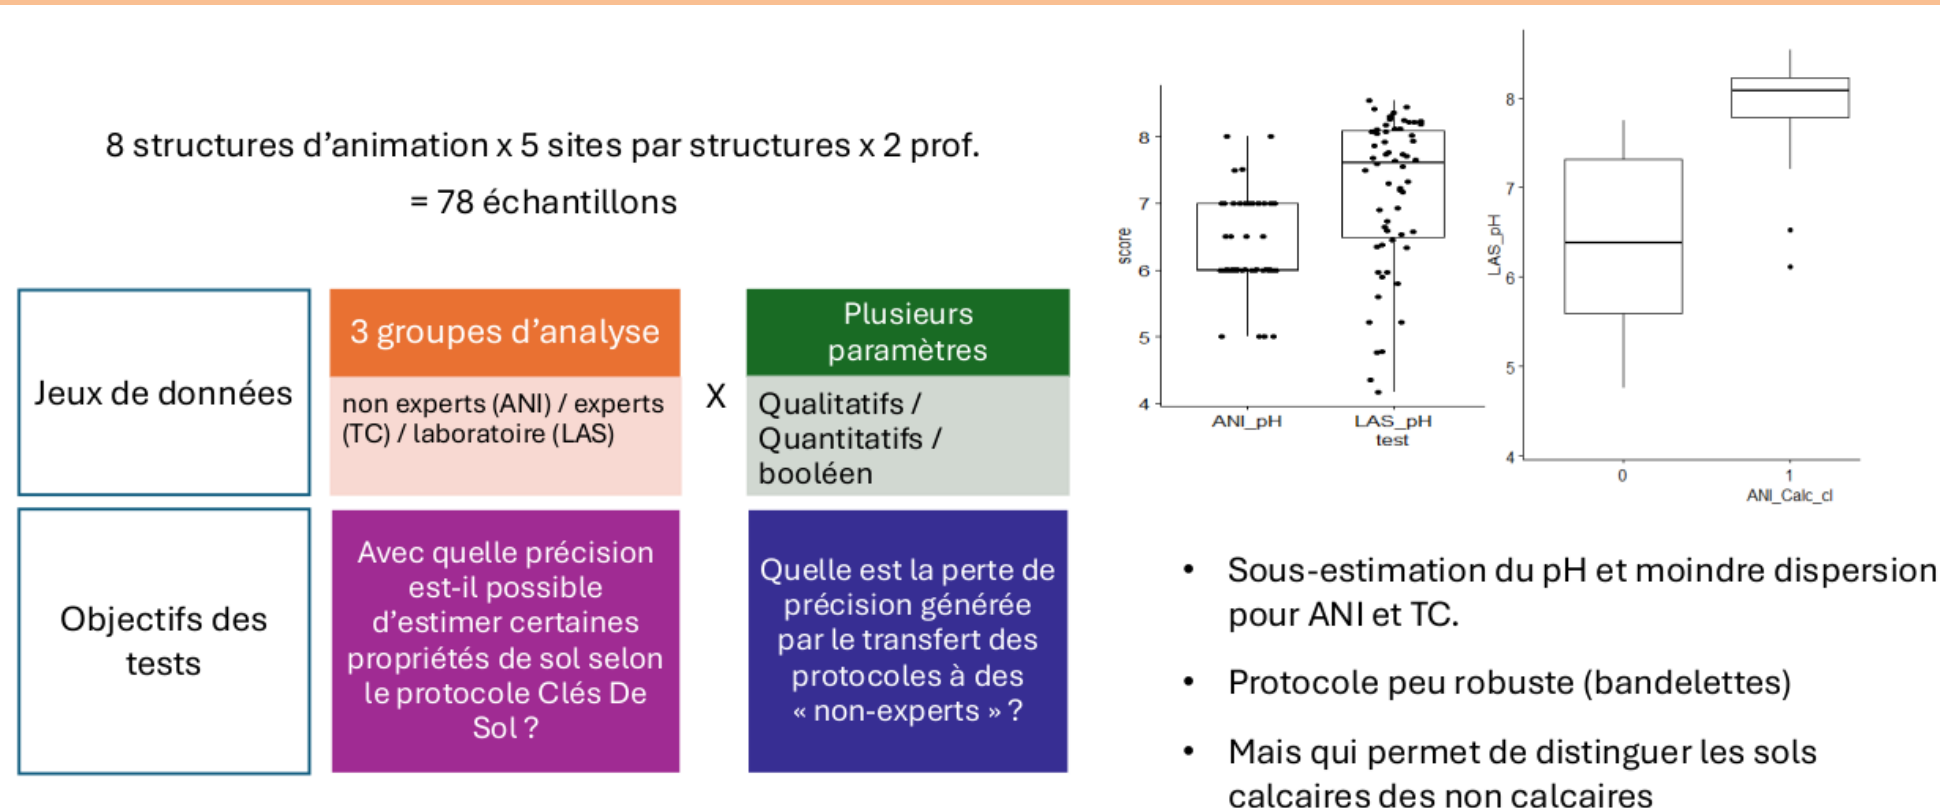 8 structures d’animation x 5 sites par structures x 2 prof.
= 78 échantillons
Jeux de données
3 groupes d’analyse
non experts (ANI) / experts
(TC) / laboratoire (LAS)
X
Plusieurs
paramètres
Qualitatifs /
Quantitatifs /
booléen
Objectifs des
tests
Avec quelle précision
est-il possible
d’estimer certaines
propriétés de sol selon
le protocole Clés De
Sol ?
Quelle est la perte de
précision générée
par le transfert des
protocoles à des
« non-experts » ?
score
8
7
6
5
4
ANI_pH
LAS_pH
test
LAS_pH
8
7
6
5
4
0
1
ANI_Calc_cl
• Sous-estimation du pH et moindre dispersion
pour ANI et TC.
• Protocole peu robuste (bandelettes)
• Mais qui permet de distinguer les sols
calcaires des non calcaires